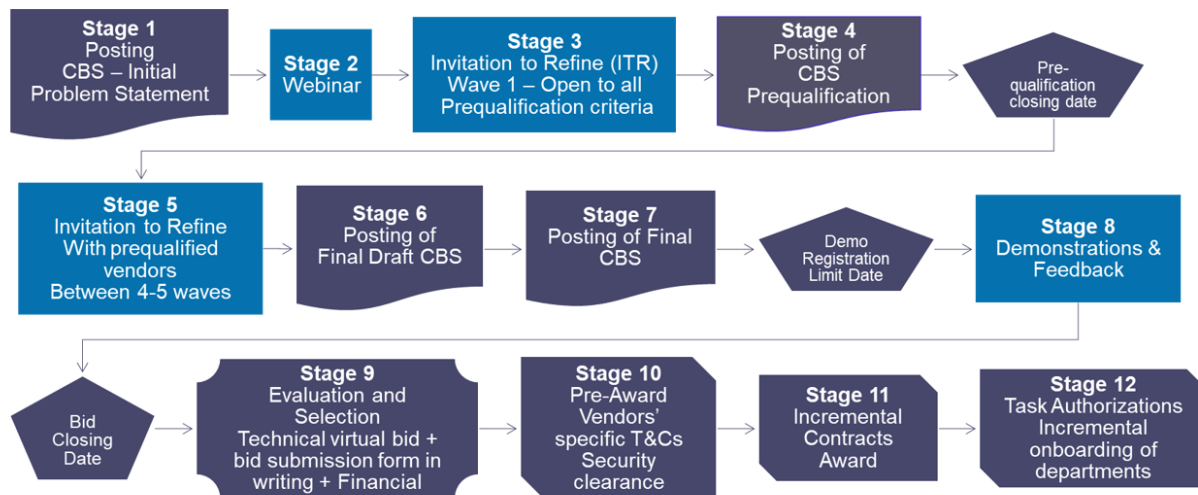 Stage 1
Posting
CBS – Initial
Problem Statement
Stage 2
Webinar
Stage 3
Invitation to Refine (ITR)
Wave 1 – Open to all
Prequalification criteria
Stage 4
Posting of
CBS
Prequalification
Pre-
qualification
closing date
Stage 5
Invitation to Refine
With prequalified
vendors
Between 4-5 waves
Stage 6
Posting of
Final Draft CBS
Stage 7
Posting of Final
CBS
Demo
Registration
Limit Date
Stage 8
Demonstrations &
Feedback
Bid
Closing
Date
Stage 9
Evaluation and
Selection
Technical virtual bid +
bid submission form in
writing + Financial
Stage 10
Pre-Award
Vendors'
specific T&Cs
Security
clearance
Stage 11
Incremental
Contracts
Award
Stage 12
Task Authorizations
Incremental
onboarding of
departments